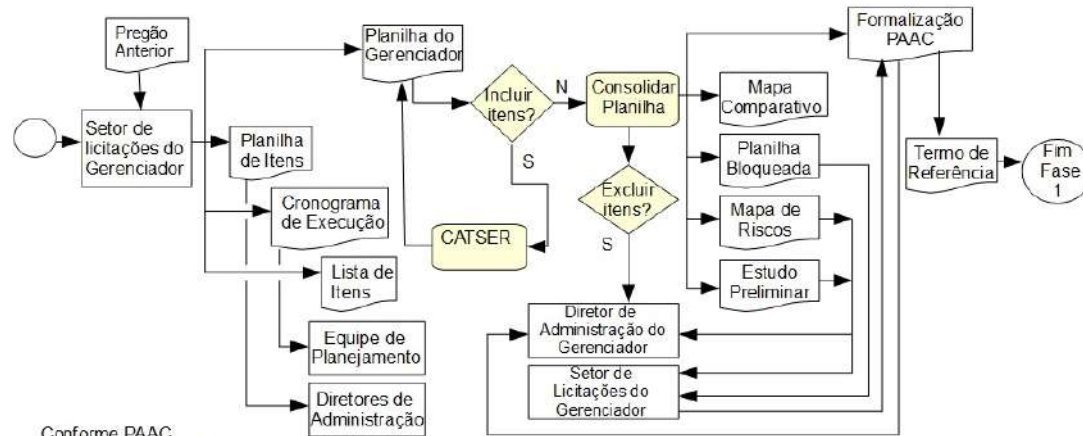 Pregão
Anterior
Setor de
licitações do
Gerenciador
Planilha
de Itens
Cronograma
de Execução
Lista de
Itens
Equipe de
Planejamento
Diretores de
Administração
Planilha do
Gerenciador
Incluir
itens?
N
S
CATSER
Consolidar
Planilha
Excluir
itens?
S
Mapa
Comparativo
Planilha
Bloqueada
Mapa de
Riscos
Estudo
Preliminar
Diretor de
Administração do
Gerenciador
Setor de
Licitações do
Gerenciador
Formalização
PAAC
Termo de
Referência
Fim
Fase
1
Conforme PAAC